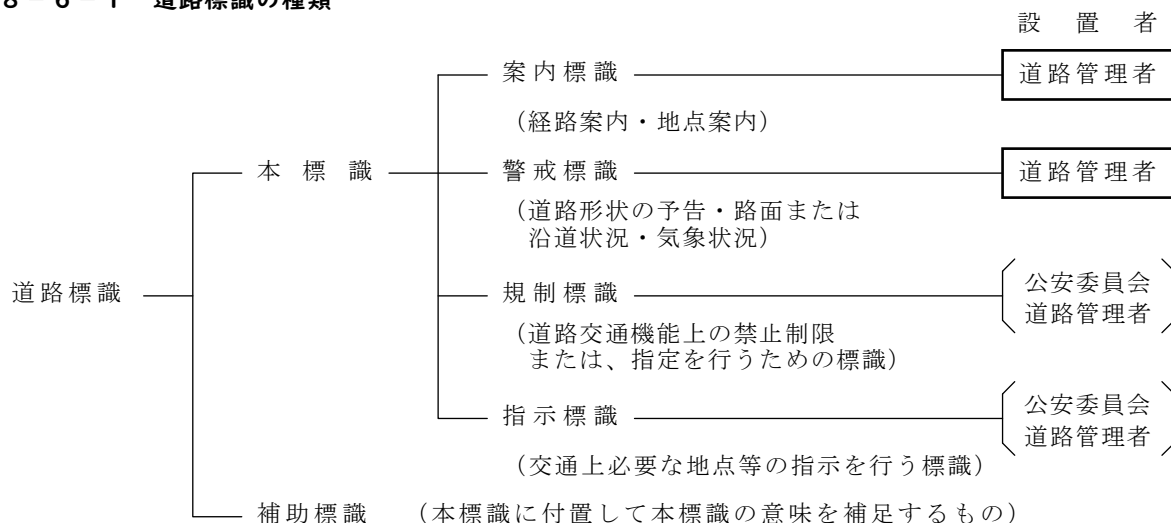 ８－６－１　道路標識の種類
設置者
案内標識
道路管理者
（経路案内・地点案内）
本標識
警戒標識
道路管理者
（道路形状の予告・路面または
沿道状況・気象状況）
道路標識
規制標識
公安委員会
道路管理者
（道路交通機能上の禁止制限
または、指定を行うための標識）
指示標識
公安委員会
道路管理者
（交通上必要な地点等の指示を行う標識）
補助標識　（本標識に付置して本標識の意味を補足するもの）